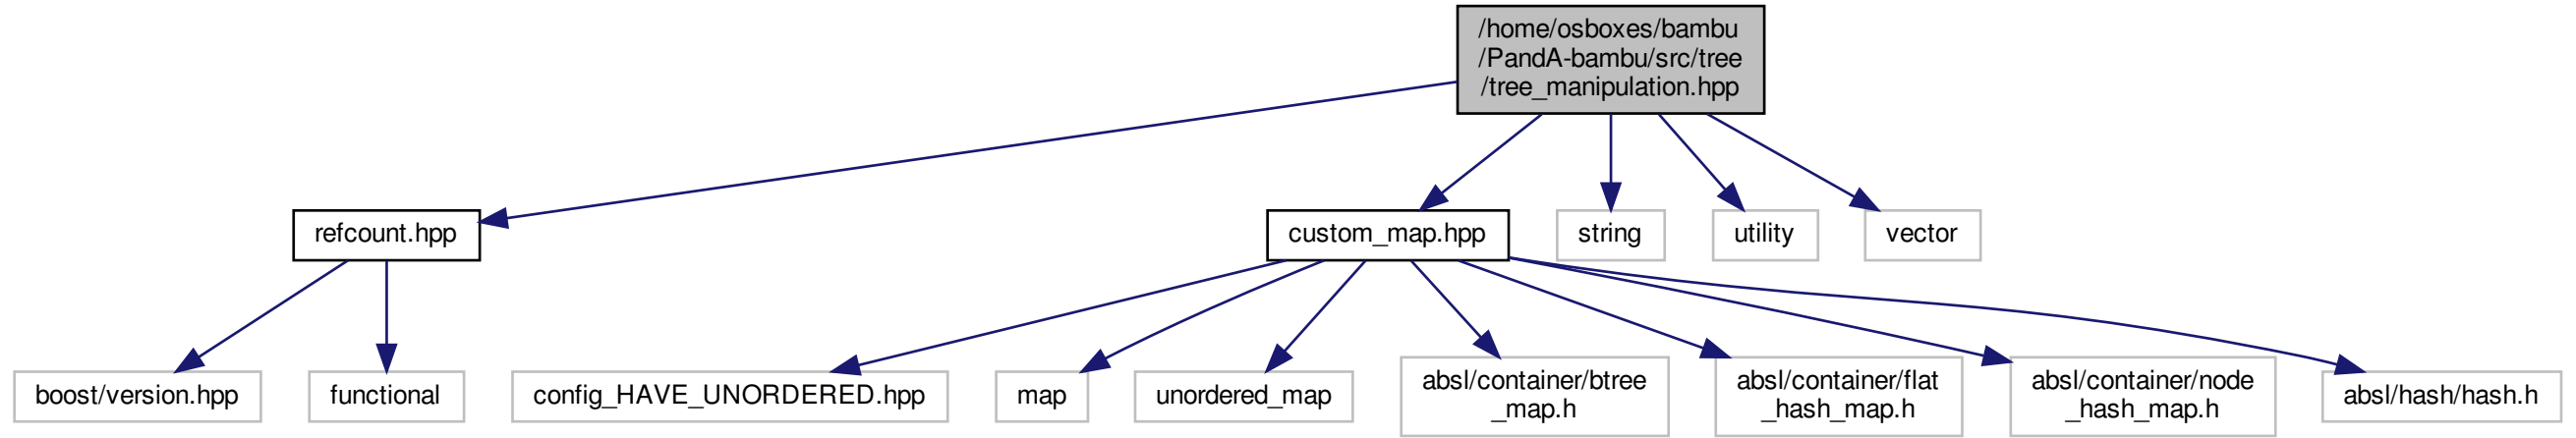 /home/osboxes/bambu
/PandA-bambu/src/tree
/tree_manipulation.hpp
refcount.hpp
custom_map.hpp
string
utility
vector
boost/version.hpp
functional
config_HAVE_UNORDERED.hpp
map
unordered_map
absl/container/btree
_map.h
absl/container/flat
_hash_map.h
absl/container/node
_hash_map.h
absl/hash/hash.h